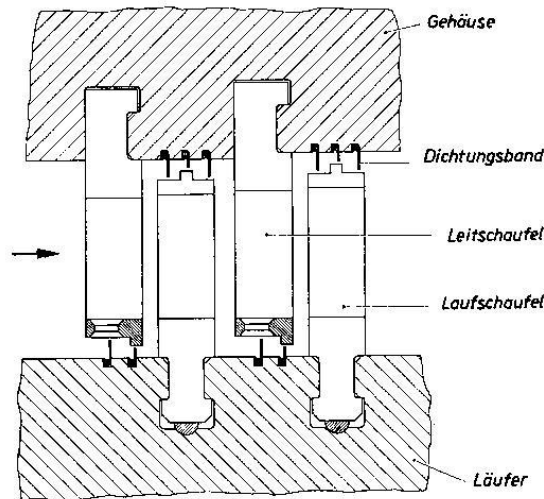 Gehäuse
Dichtungsband
Leitschaufel
Laufschaufel
Läufer